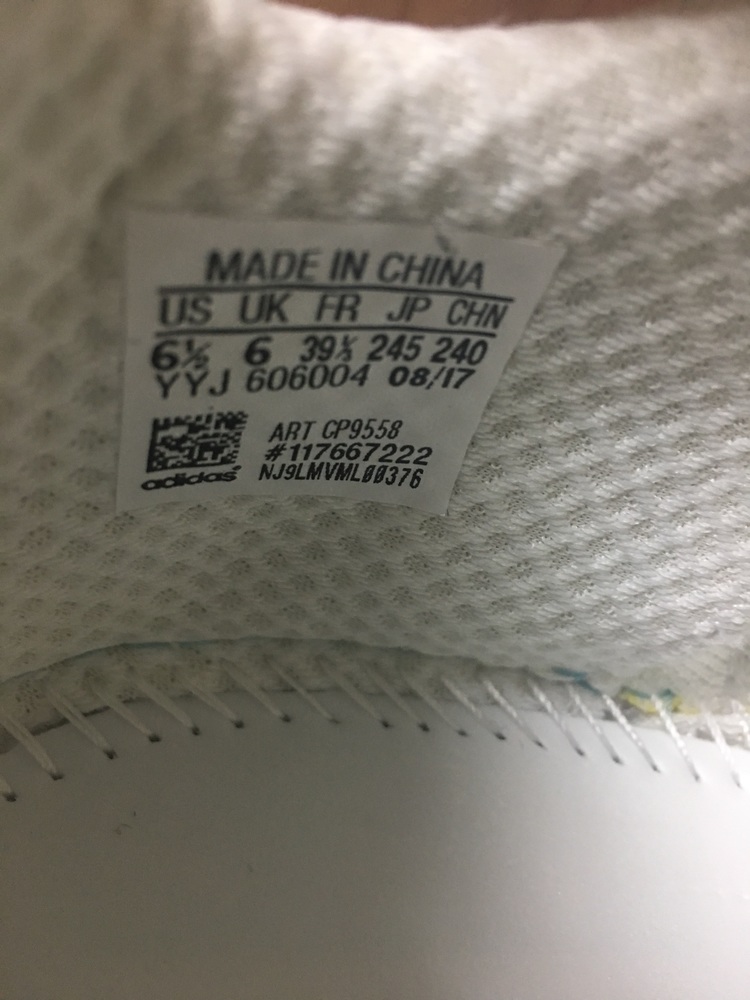 MADE IN CHINA
US UK FR JP CHN
6½ 6 39⅓ 245 240
YYJ 606004 08/17
ART CP9558
#117667222
NJ9LMVML00376
adidas®